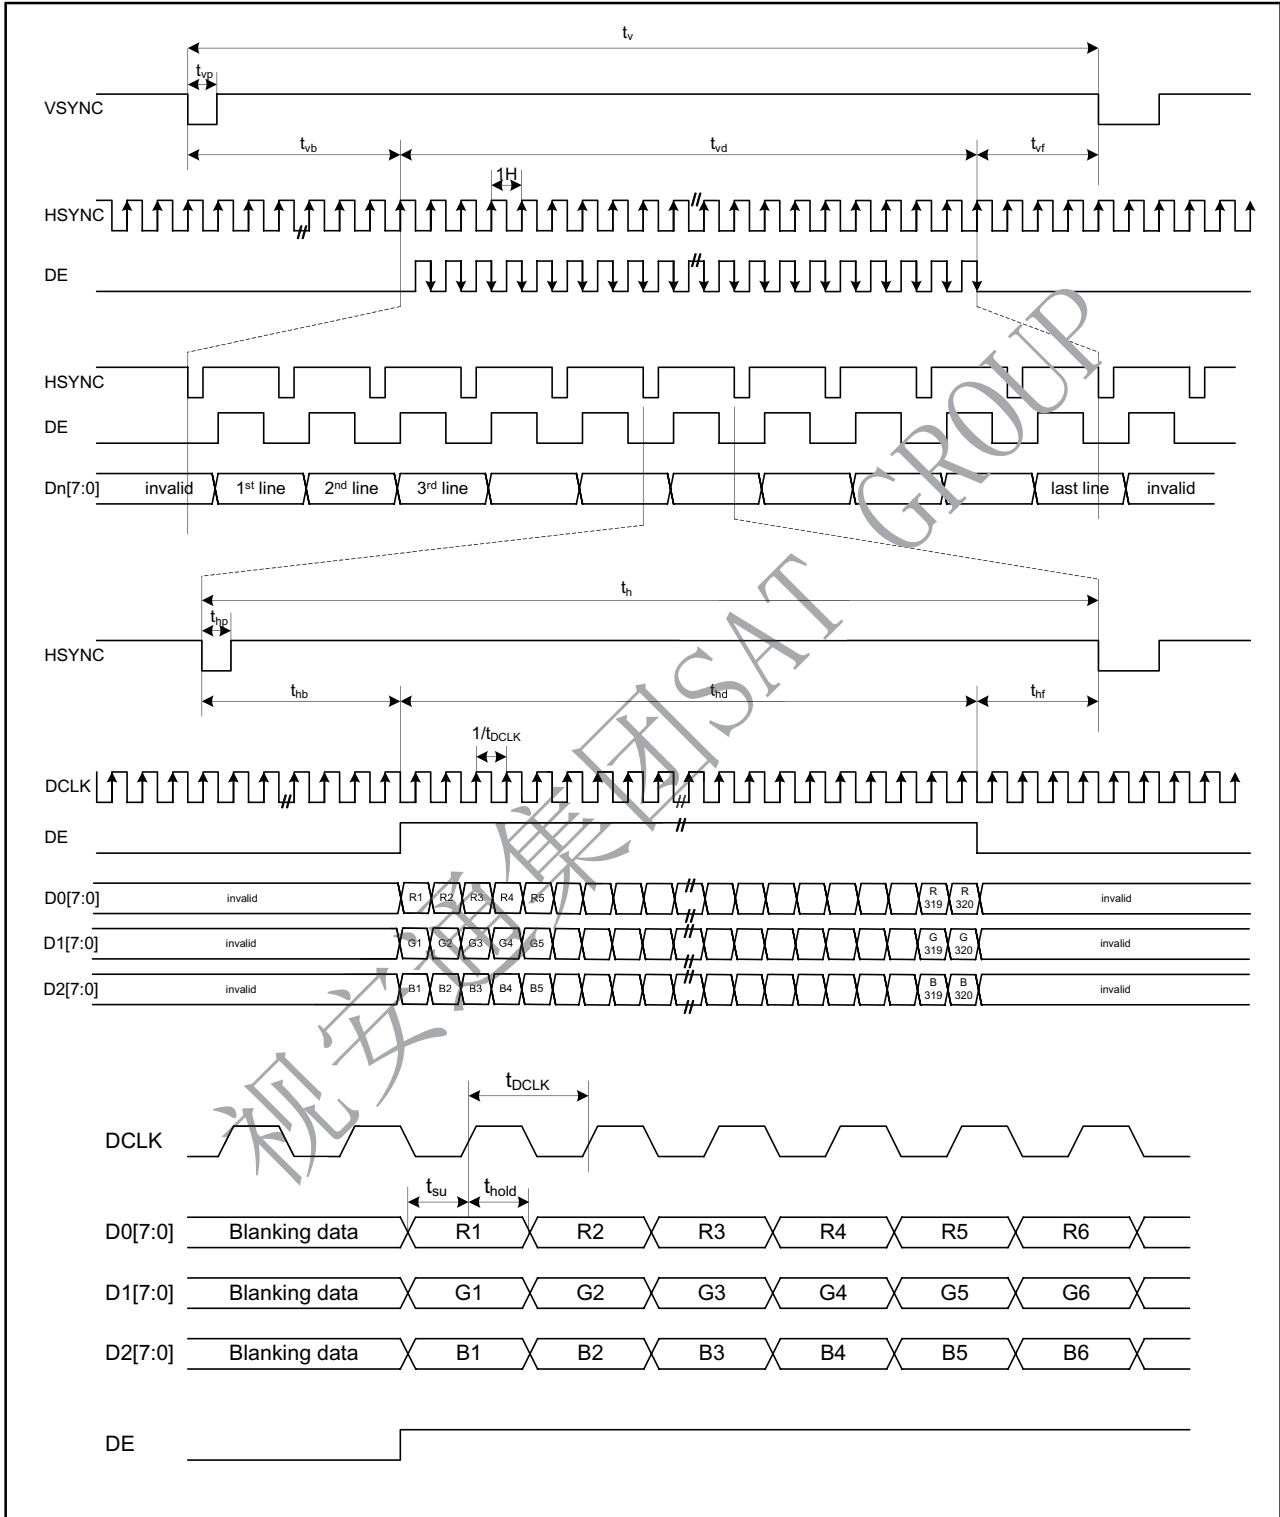 tv
tvp
VSYNC
tvb
tvd
tvf
1H
HSYNC
DE
HSYNC
DE
Dn[7:0] invalid 1st line 2nd line 3rd line last line invalid
th
thp
HSYNC
thb
thd
thf
1/tDCLK
DCLK
DE
D0[7:0] invalid R1 R2 R3 R4 R5 R 319 R 320 invalid
D1[7:0] invalid G1 G2 G3 G4 G5 G 319 G 320 invalid
D2[7:0] invalid B1 B2 B3 B4 B5 B 319 B 320 invalid
tDCLK
DCLK
tsu thold
D0[7:0] Blanking data R1 R2 R3 R4 R5 R6
D1[7:0] Blanking data G1 G2 G3 G4 G5 G6
D2[7:0] Blanking data B1 B2 B3 B4 B5 B6
DE
视安通集团SAT GROUP